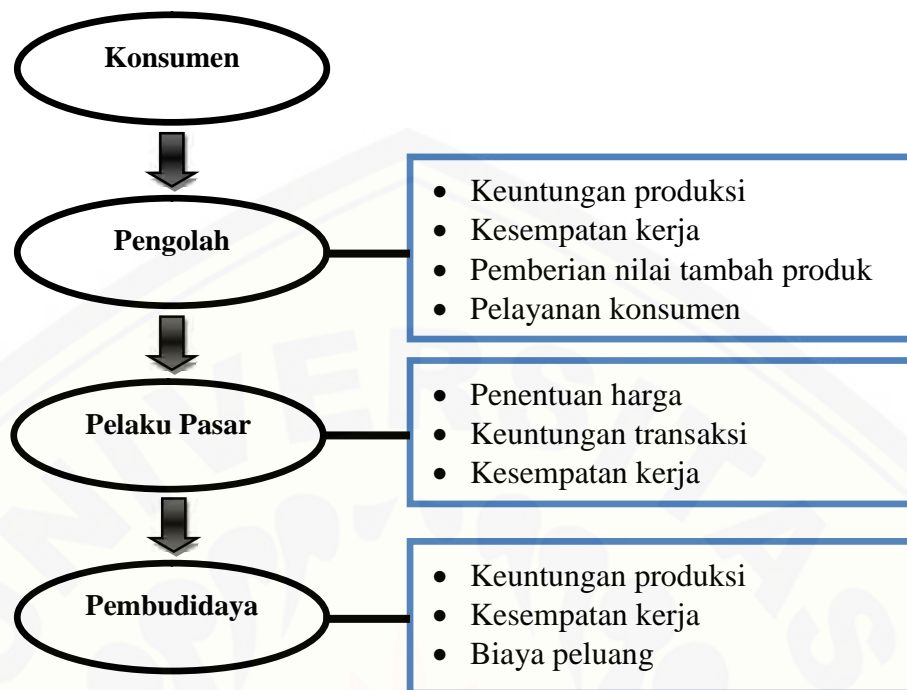 Konsumen
Pengolah
• Keuntungan produksi
• Kesempatan kerja
• Pemberian nilai tambah produk
• Pelayanan konsumen
Pelaku Pasar
• Penentuan harga
• Keuntungan transaksi
• Kesempatan kerja
Pembudidaya
• Keuntungan produksi
• Kesempatan kerja
• Biaya peluang
UNIVERSITAS